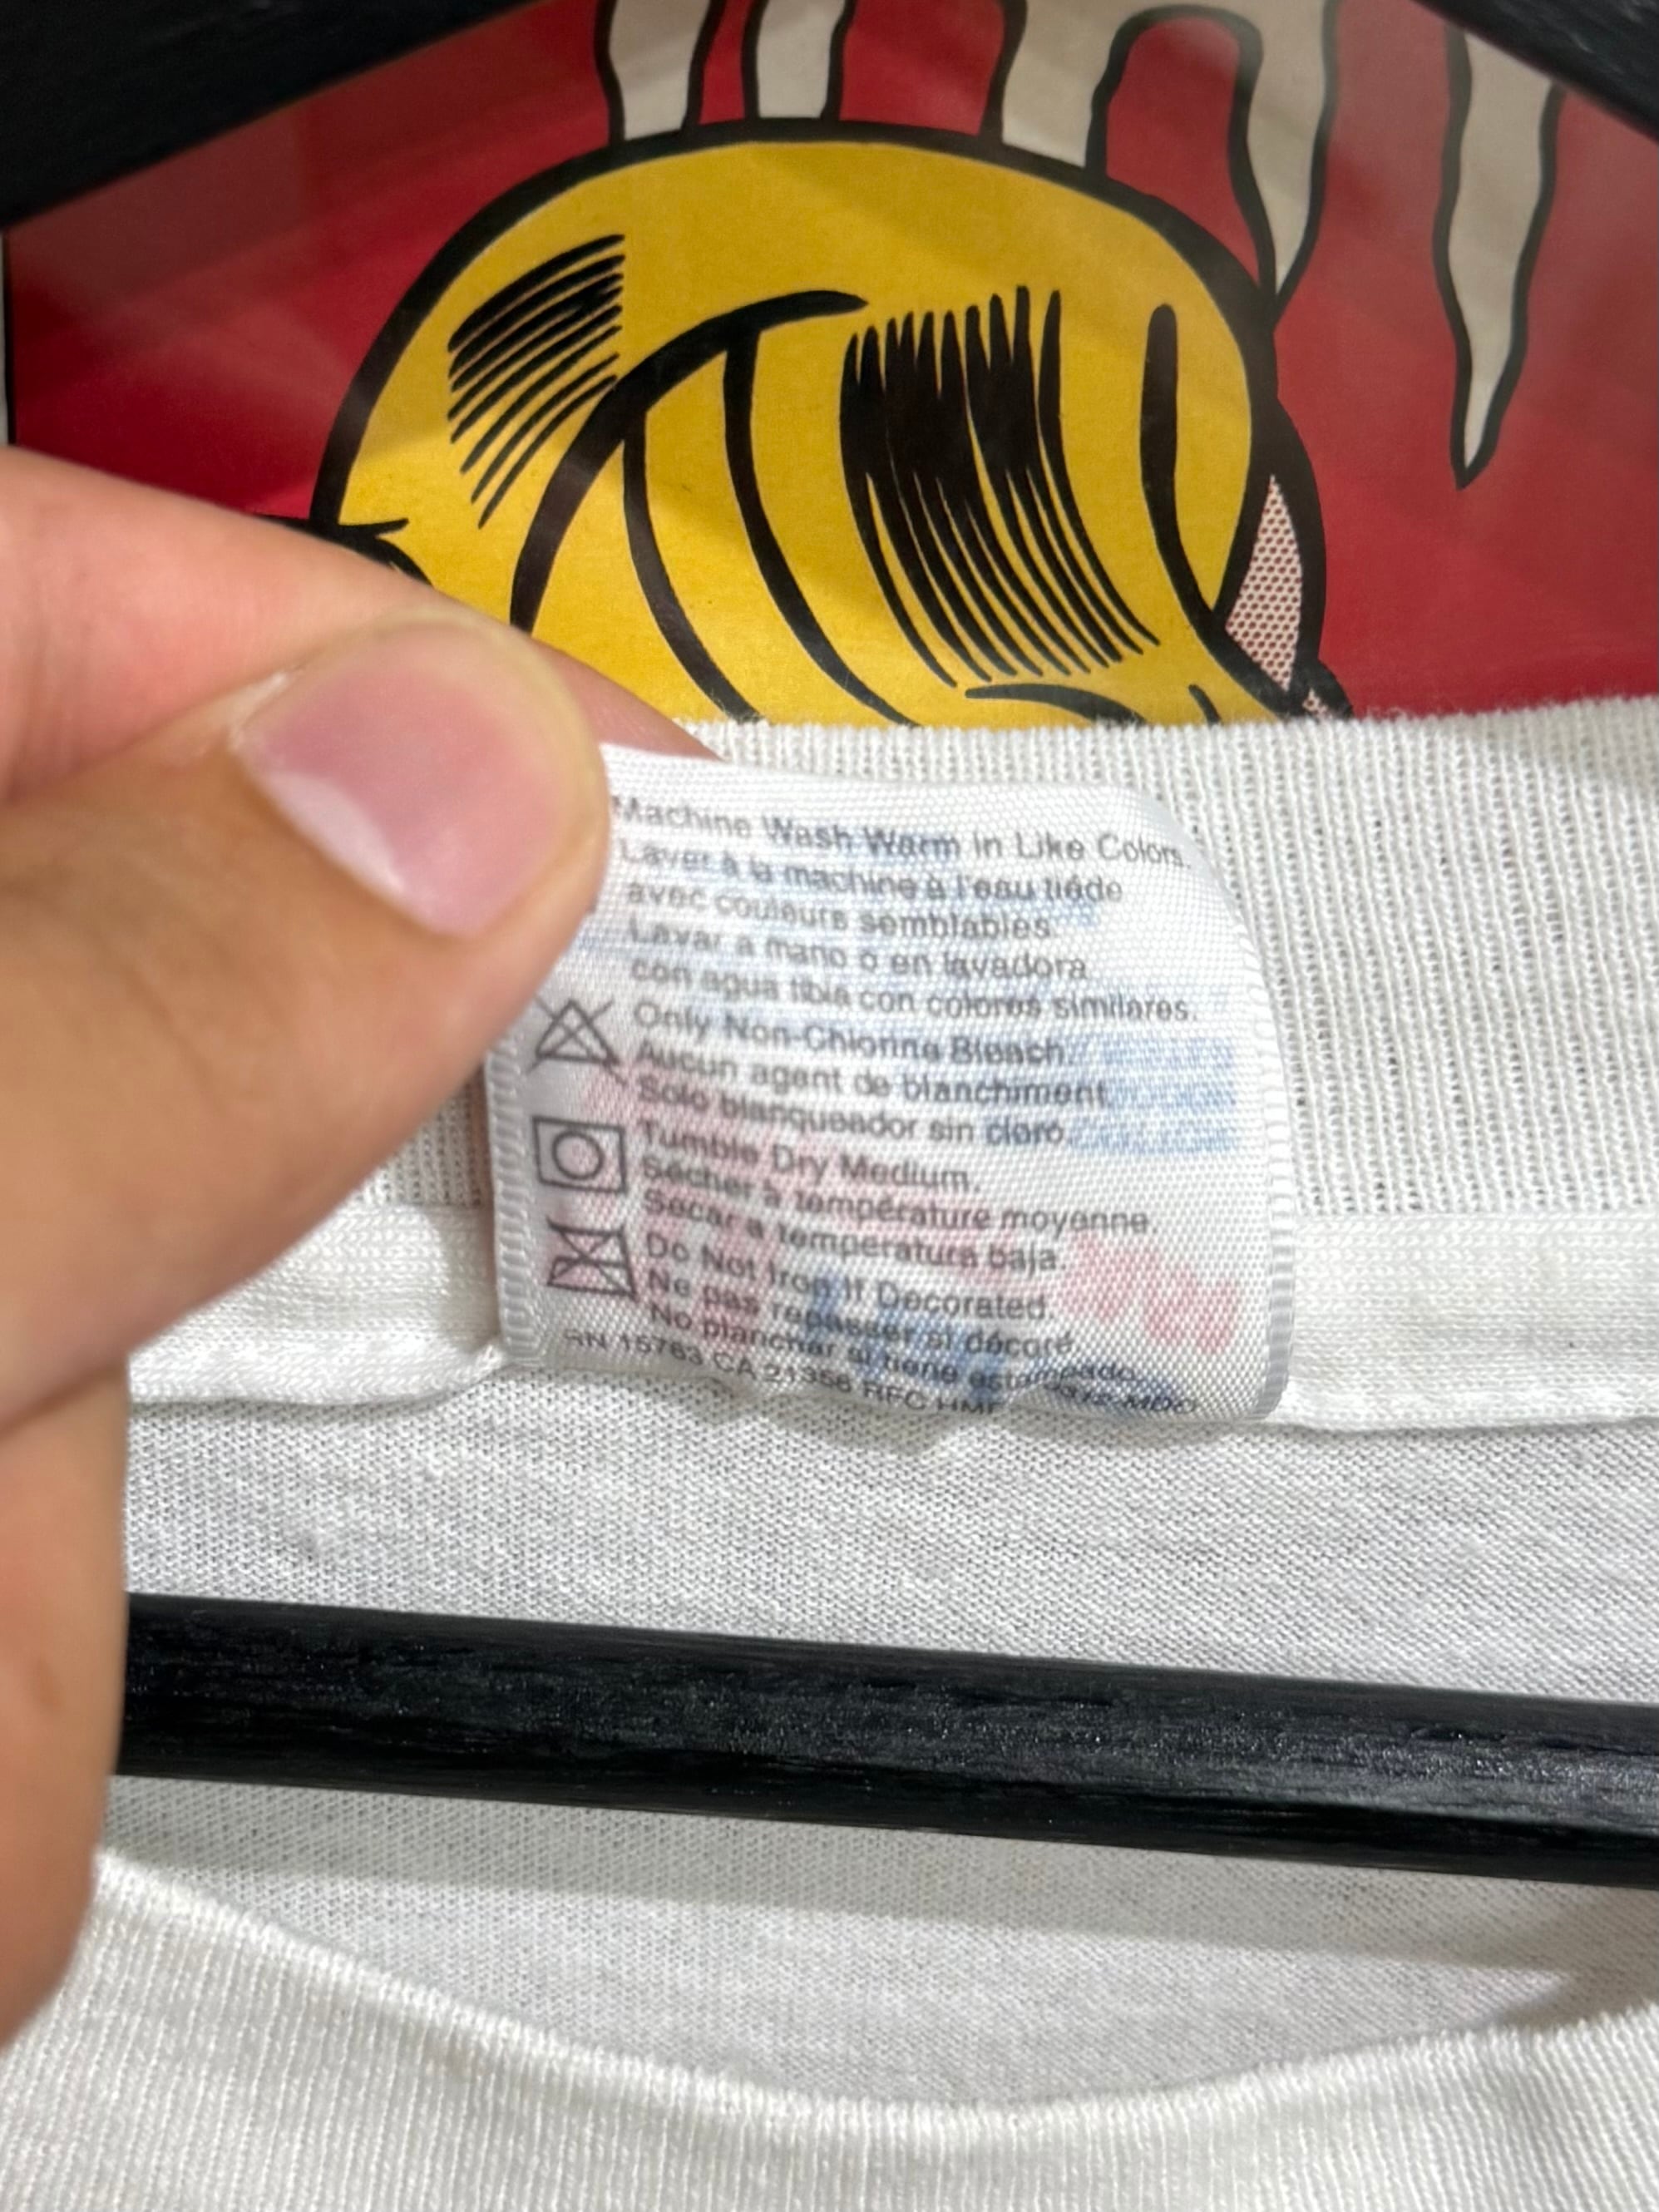 Machine Wash Warm in Like Colors.
Laver à la machine à l'eau tiéde
avec couleurs semblables.
Lavar a mano o en lavadora
con agua tibia con colores similares.
Only Non-Chlorine Bleach.
Aucun agent de blanchiment
Solo blanqueador sin cloro.
Tumble Dry Medium.
Sécher à température moyenne.
Secar a temperatura baja.
Do Not Iron If Decorated.
Ne pas repasser si décoré.
No planchar si tiene estampado.
RN 15763 CA 21356 RFC HMF